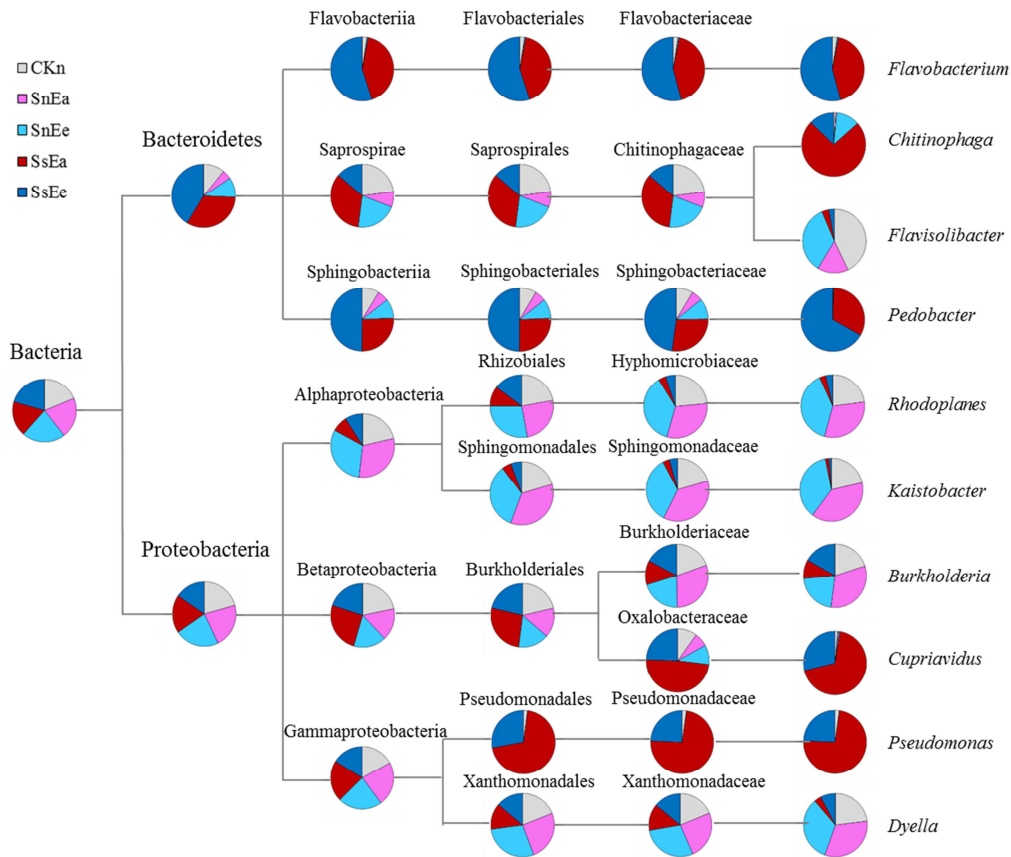 Flavobacteriia
Flavobacteriales
Flavobacteriaceae
CKn
SnEa
SnEe
SsEa
SsEe
Flavobacterium
Bacteroidetes
Saprospirae
Saprospirales
Chitinophagaceae
Chitinophaga
Flavisolibacter
Sphingobacteriia
Sphingobacteriales
Sphingobacteriaceae
Pedobacter
Bacteria
Rhizobiales
Hyphomicrobiaceae
Alphaproteobacteria
Rhodoplanes
Sphingomonadales
Sphingomonadaceae
Kaistobacter
Proteobacteria
Burkholderiaceae
Betaproteobacteria
Burkholderiales
Burkholderia
Oxalobacteraceae
Cupriavidus
Pseudomonadales
Pseudomonadaceae
Gammaproteobacteria
Pseudomonas
Xanthomonadales
Xanthomonadaceae
Dyella